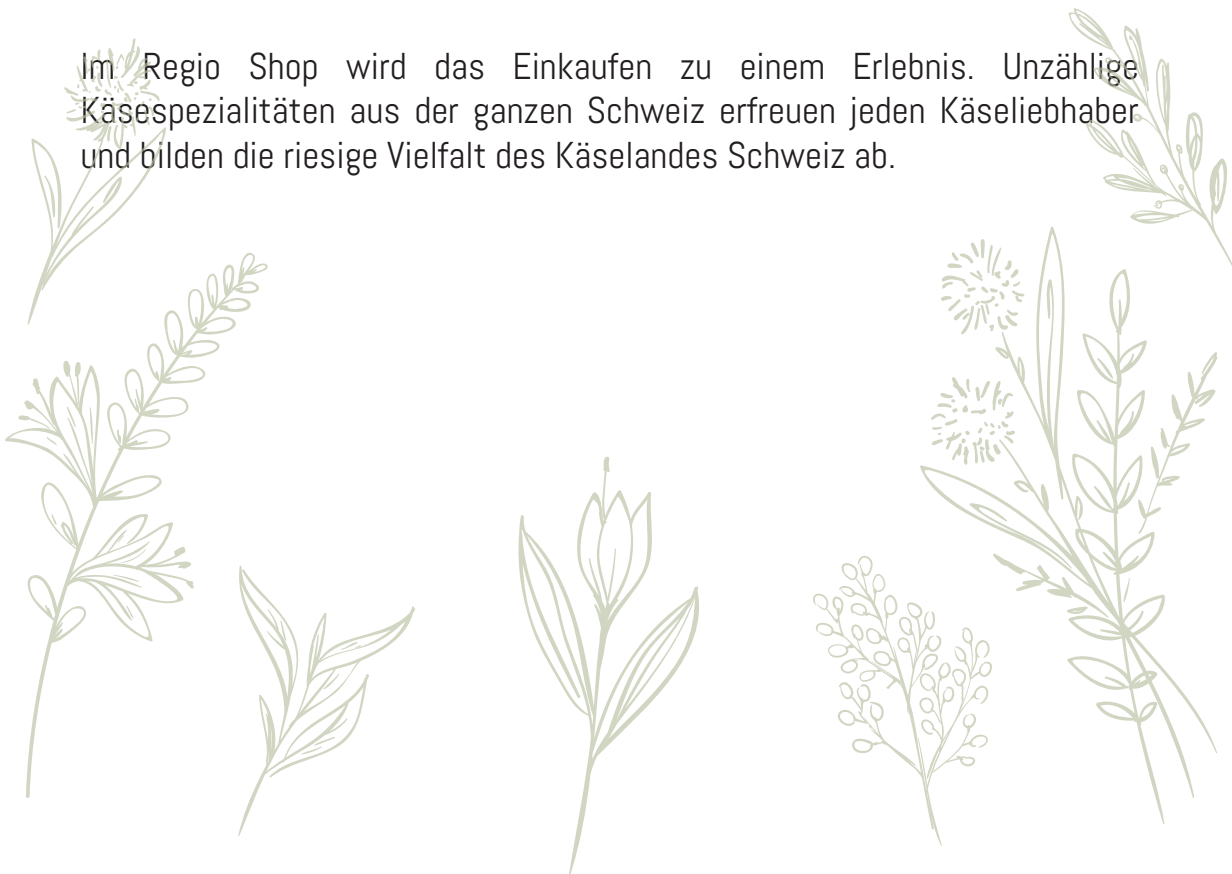 Im Regio Shop wird das Einkaufen zu einem Erlebnis. Unzählige
Käsespezialitäten aus der ganzen Schweiz erfreuen jeden Käseliebhaber
und bilden die riesige Vielfalt des Käselandes Schweiz ab.